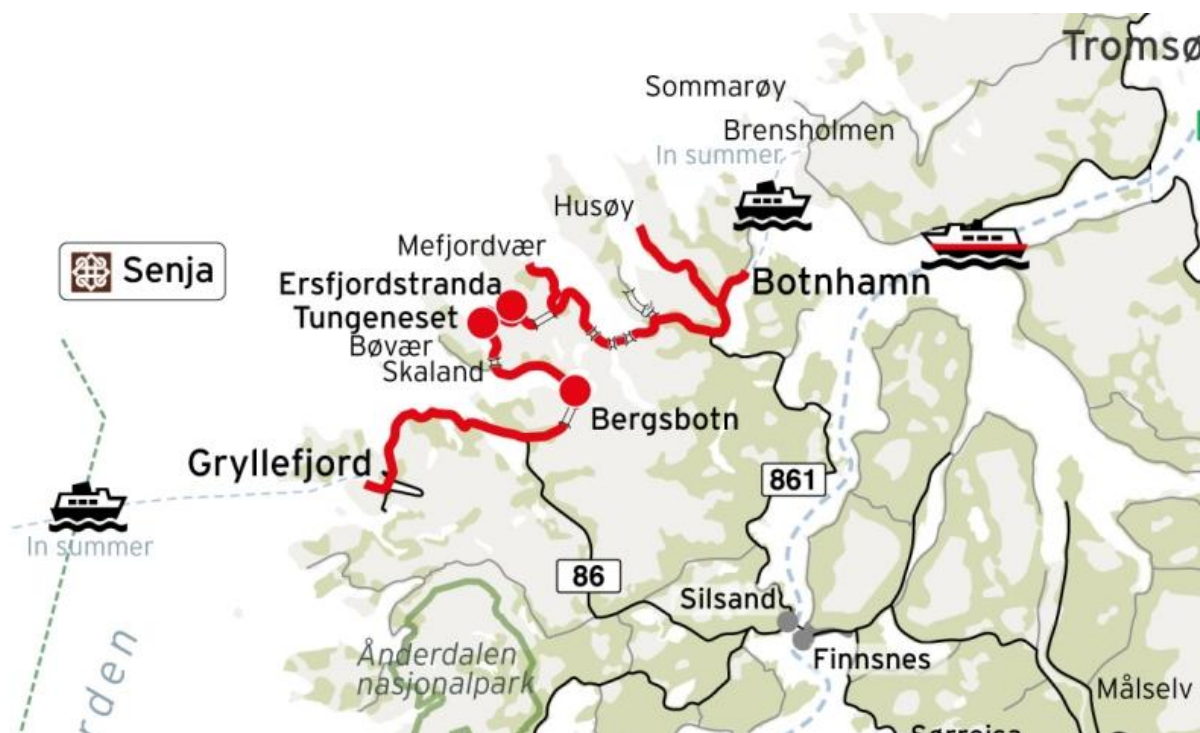 Tromsø
Sommarøy
Brensholmen
In summer
Husøy
Mefjordvær
Senja
Ersfjordstranda
Botnhamn
Tungeneset
Bøvær
Skaland
Bergsbotn
Gryllefjord
861
In summer
86
Silsand
Finnsnes
Ånderdalen
nasjonalpark
Målselv
rden